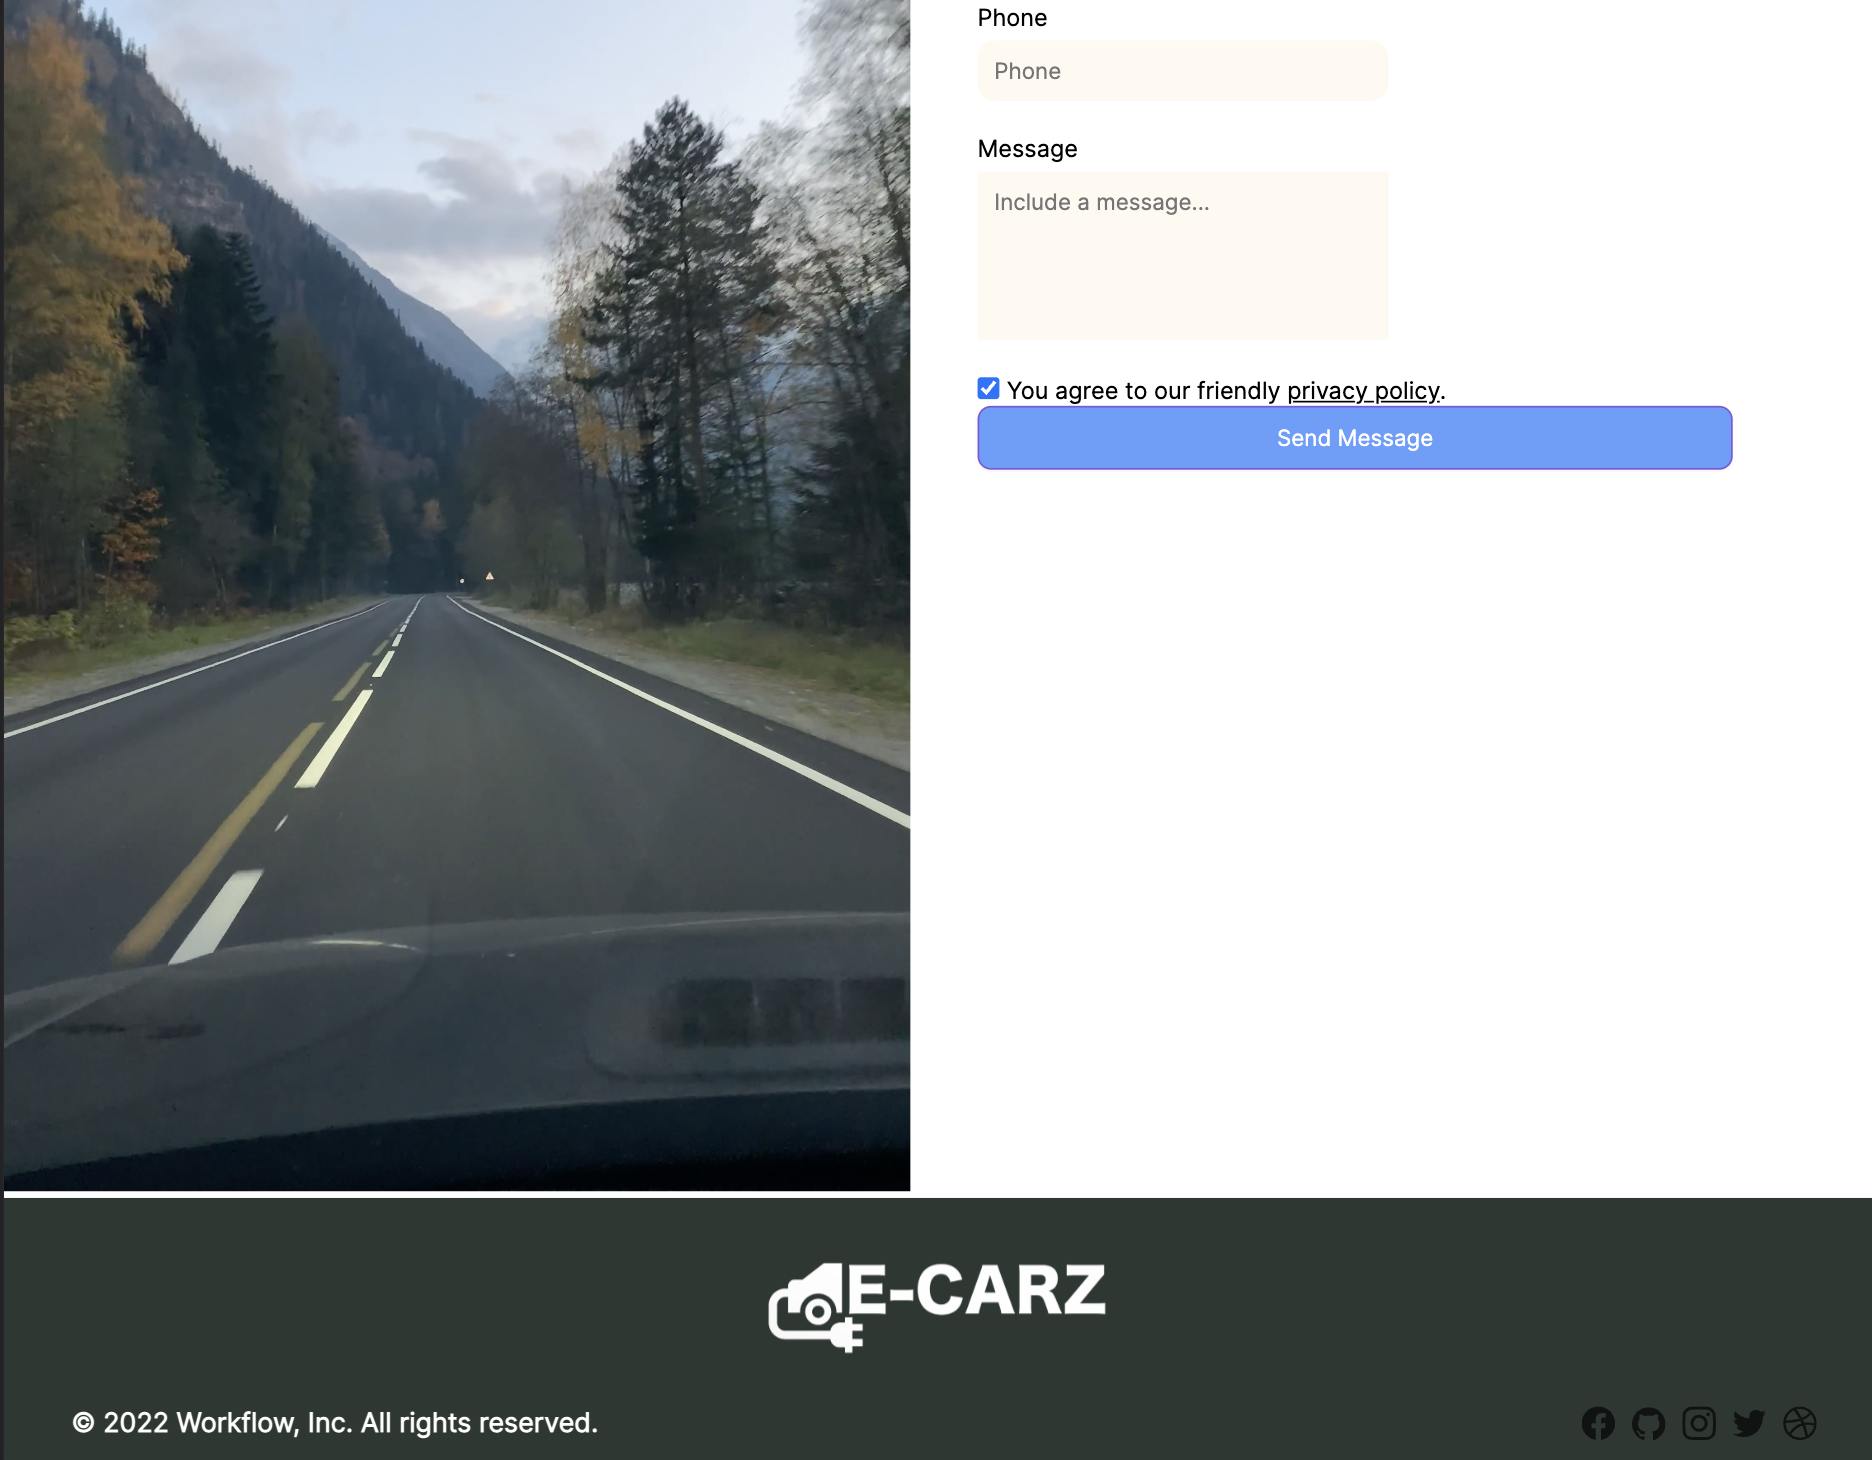 Phone
Phone
Message
Include a message...
You agree to our friendly privacy policy.
Send Message
E-CARZ
© 2022 Workflow, Inc. All rights reserved.